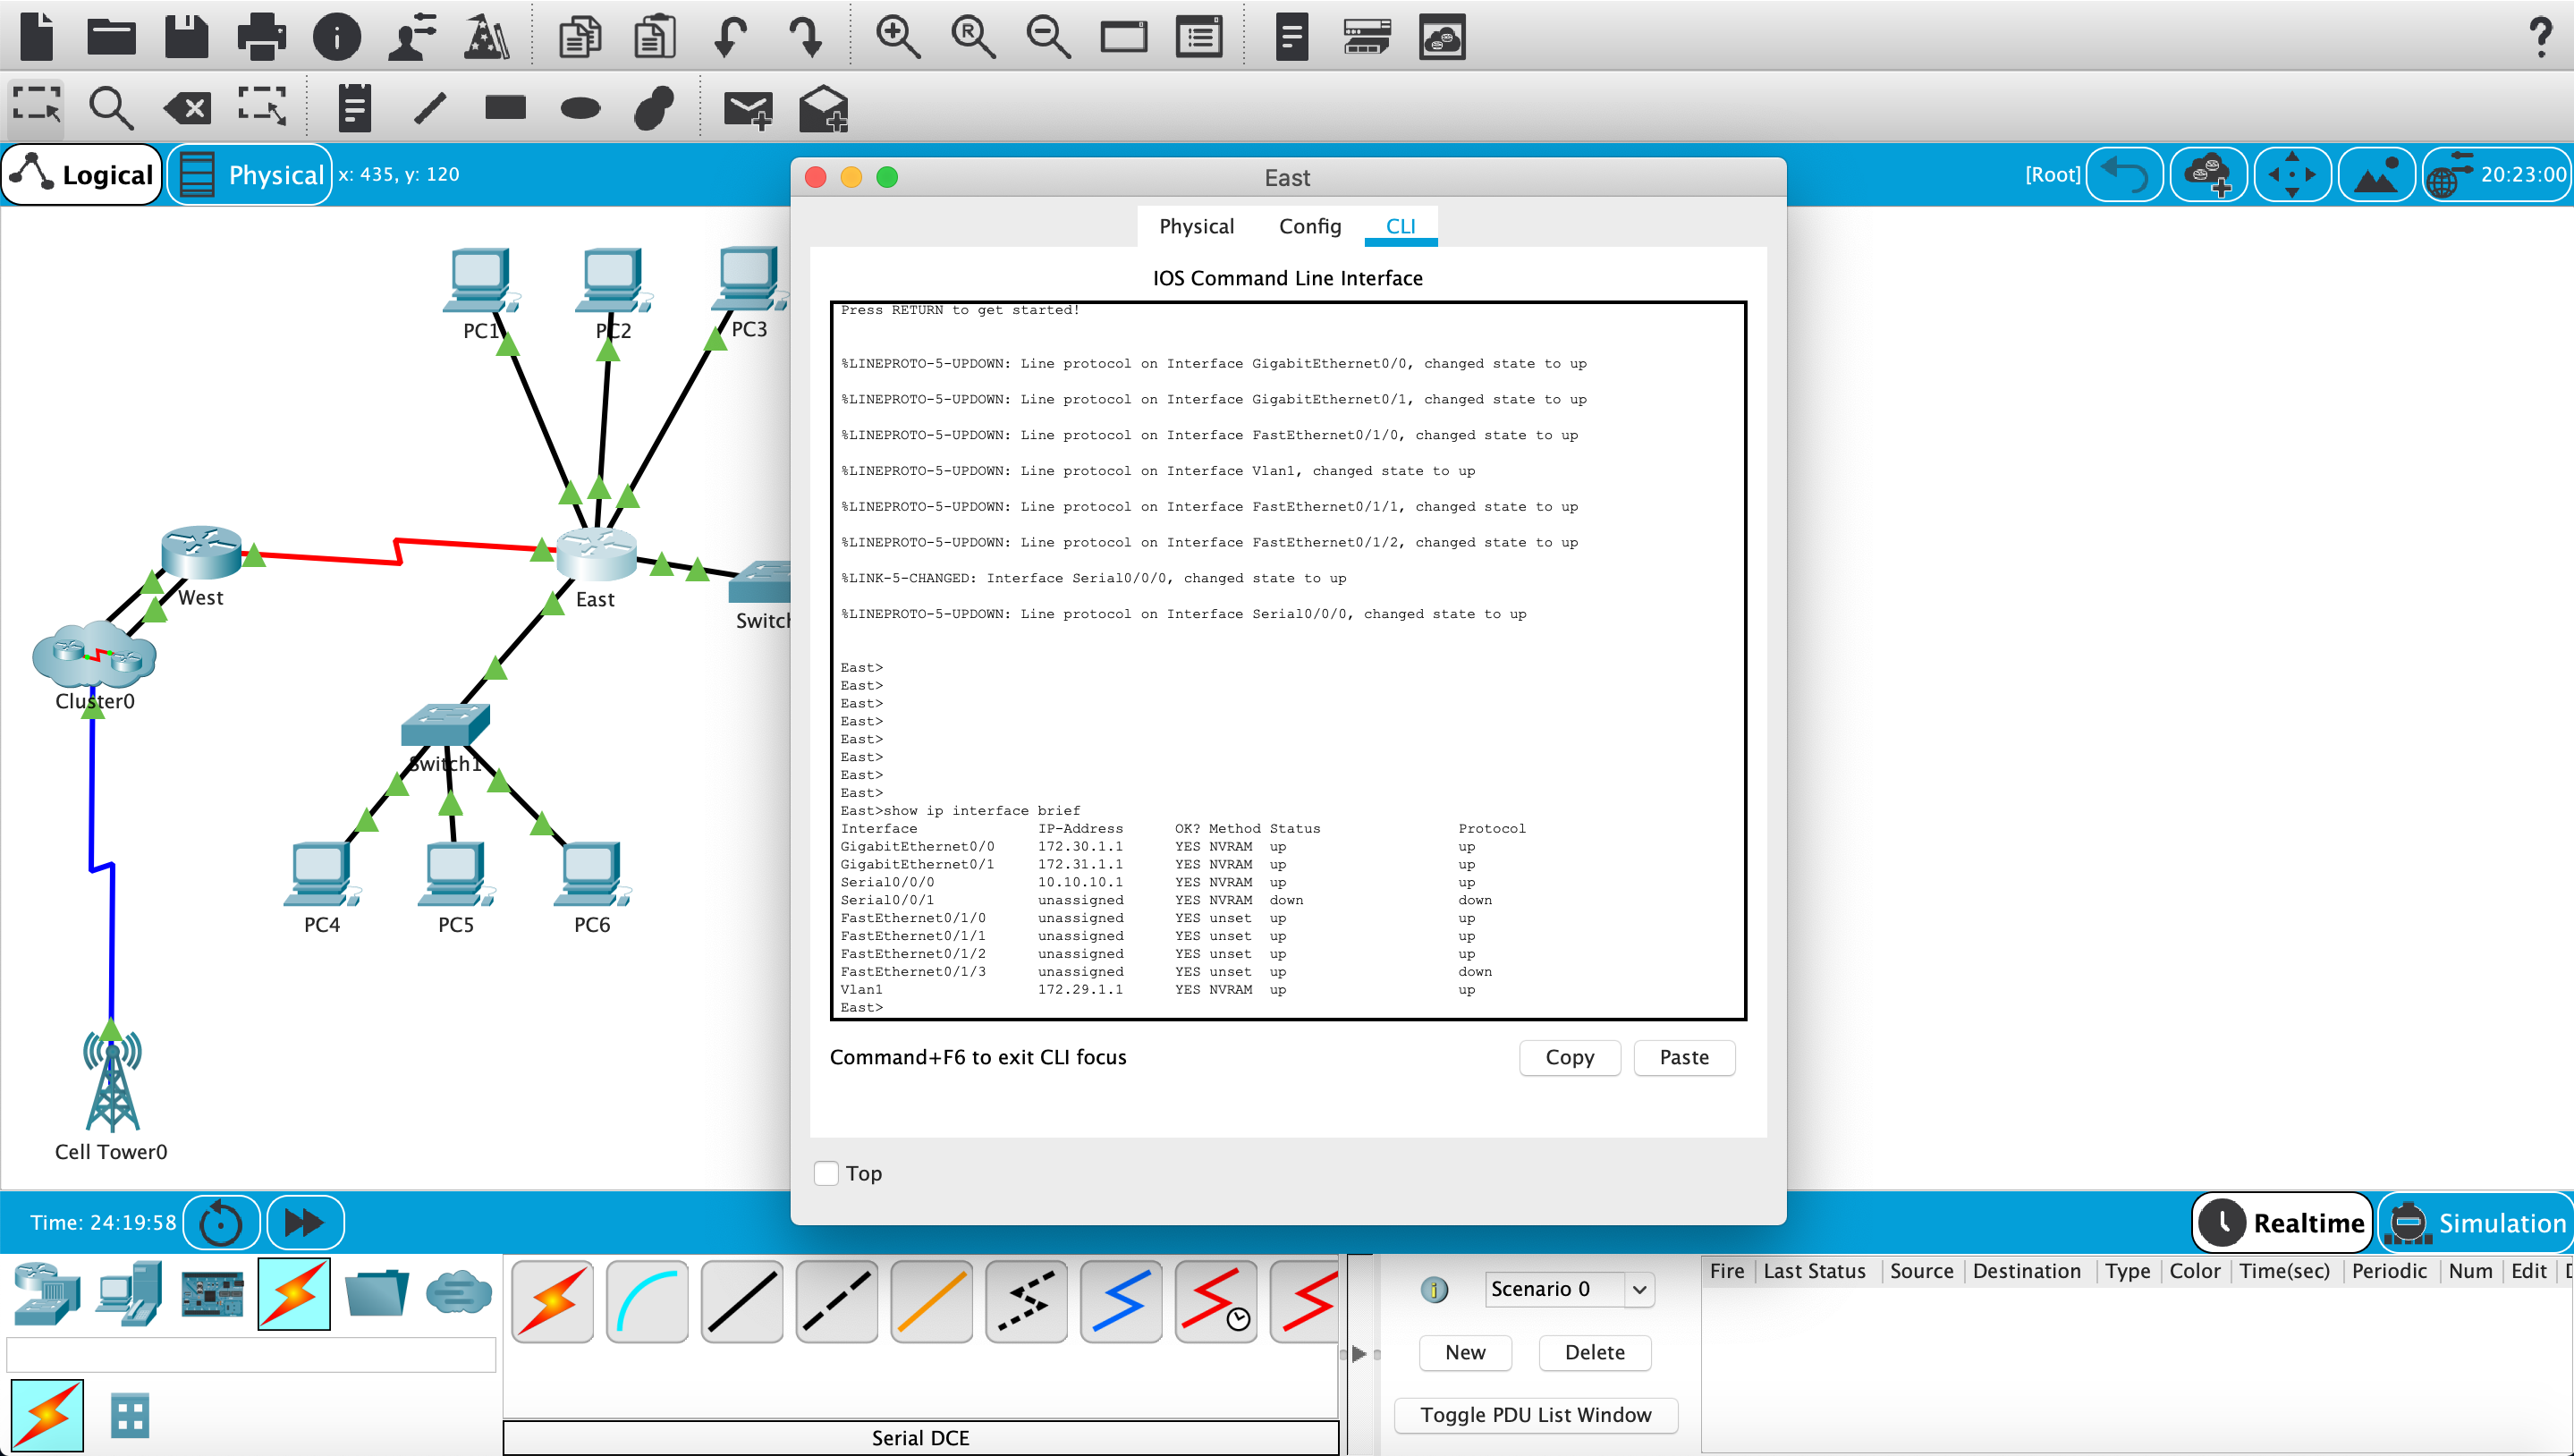 Logical
Physical
x: 435, y: 120
[Root]
20:23:00
East
Physical
Config
CLI
IOS Command Line Interface
Press RETURN to get started!
%LINEPROTO-5-UPDOWN: Line protocol on Interface GigabitEthernet0/0, changed state to up
%LINEPROTO-5-UPDOWN: Line protocol on Interface GigabitEthernet0/1, changed state to up
%LINEPROTO-5-UPDOWN: Line protocol on Interface FastEthernet0/1/0, changed state to up
%LINEPROTO-5-UPDOWN: Line protocol on Interface Vlan1, changed state to up
%LINEPROTO-5-UPDOWN: Line protocol on Interface FastEthernet0/1/1, changed state to up
%LINEPROTO-5-UPDOWN: Line protocol on Interface FastEthernet0/1/2, changed state to up
%LINK-5-CHANGED: Interface Serial0/0/0, changed state to up
%LINEPROTO-5-UPDOWN: Line protocol on Interface Serial0/0/0, changed state to up
East>
East>
East>
East>
East>
East>
East>
East>
East>show ip interface brief
Interface IP-Address OK? Method Status Protocol
GigabitEthernet0/0 172.30.1.1 YES NVRAM up up
GigabitEthernet0/1 172.31.1.1 YES NVRAM up up
Serial0/0/0 10.10.10.1 YES NVRAM up up
Serial0/0/1 unassigned YES NVRAM down down
FastEthernet0/1/0 unassigned YES unset up up
FastEthernet0/1/1 unassigned YES unset up up
FastEthernet0/1/2 unassigned YES unset up up
FastEthernet0/1/3 unassigned YES unset up down
Vlan1 172.29.1.1 YES NVRAM up up
East>
Command+F6 to exit CLI focus
Copy
Paste
Top
PC1
PC2
PC3
West
East
Switch
Cluster0
Switch1
PC4
PC5
PC6
Cell Tower0
Time: 24:19:58
Realtime
Simulation
Scenario 0
New
Delete
Toggle PDU List Window
Fire Last Status Source Destination Type Color Time(sec) Periodic Num Edit
Serial DCE